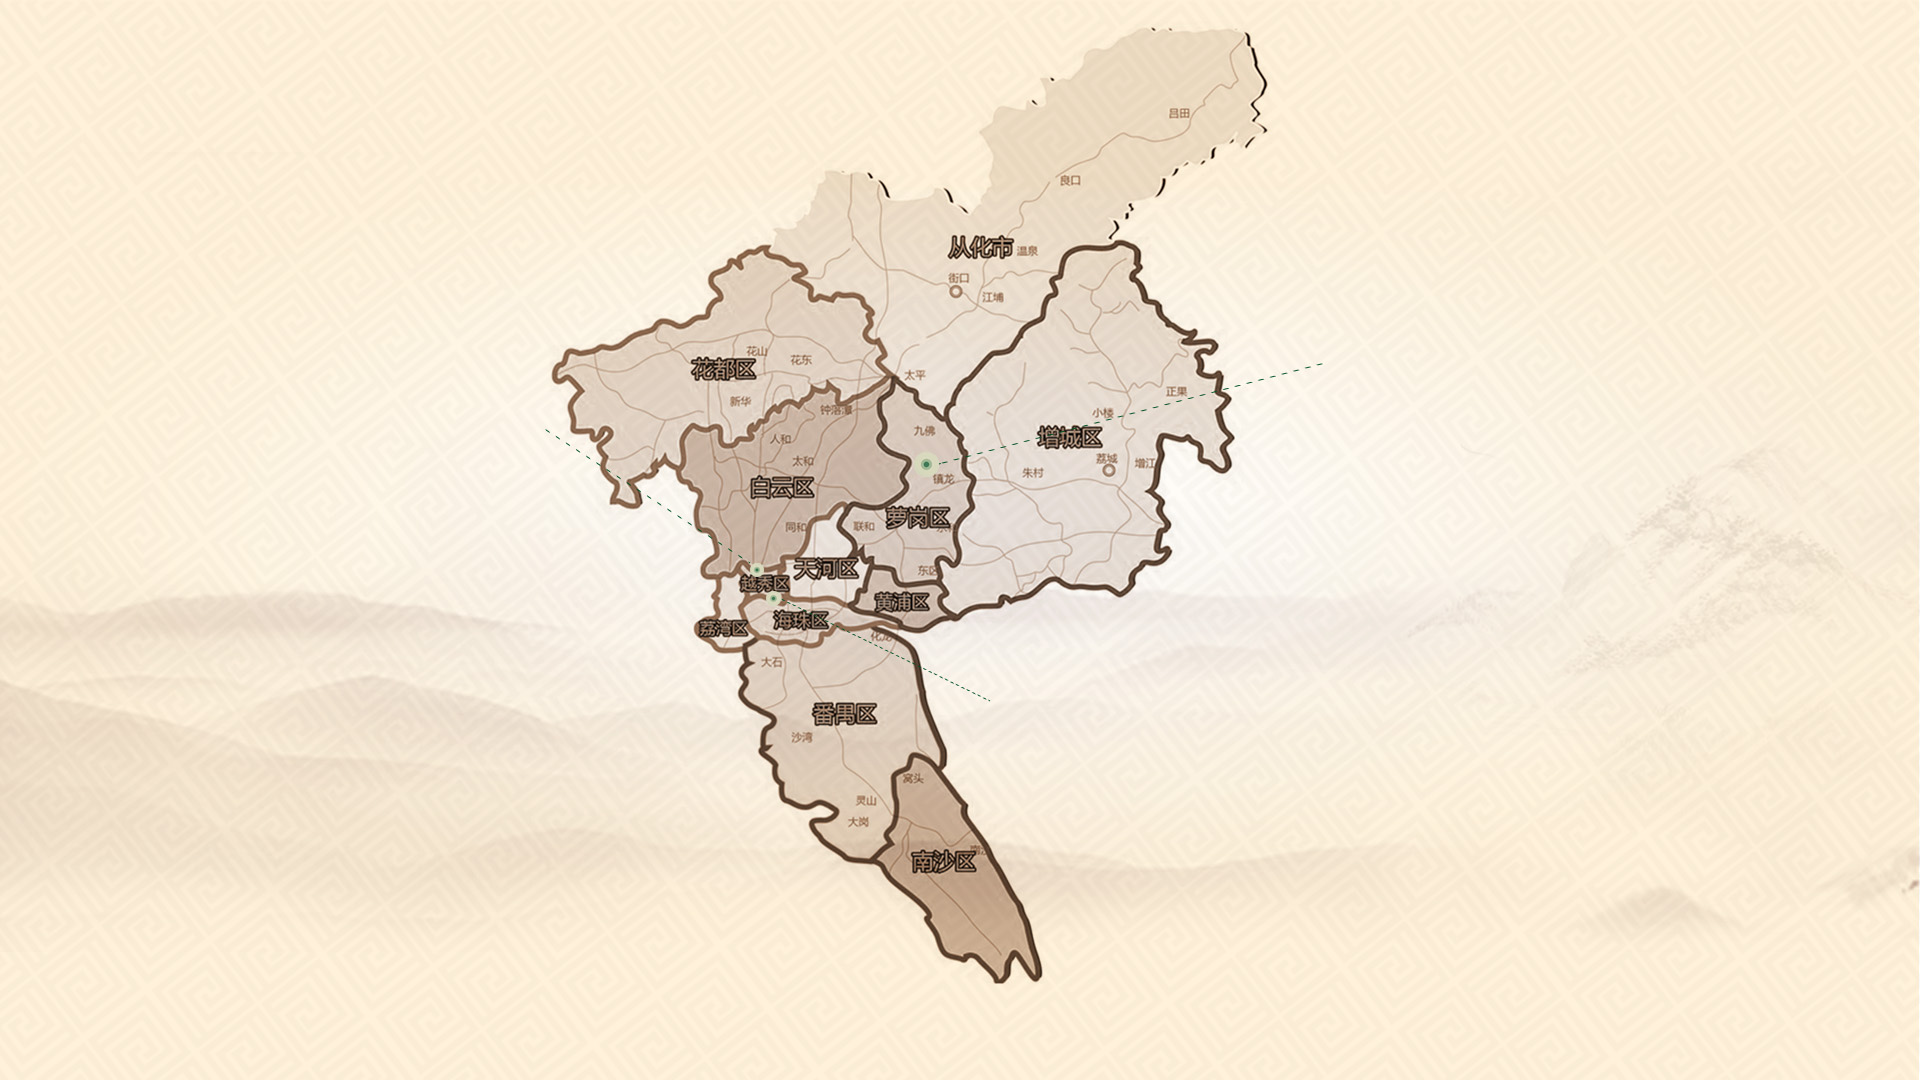 吕田
良口
从化市
温泉
街口
江埔
花山
花东
花都区
太平
新华
钟落潭
正果
小楼
九佛
人和
增城区
太和
荔城
增江
朱村
镇龙
白云区
萝岗区
同和
联和
天河区
东区
越秀区
黄浦区
海珠区
荔湾区
化龙
大石
番禺区
沙湾
窝头
灵山
大岗
南沙区